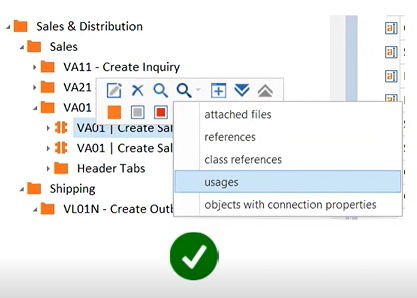 Sales & Distribution
Sales
VA11 - Create Inquiry
VA21
VA01
VA01 | Create Sal
VA01 | Create Sal
Header Tabs
Shipping
VL01N - Create Outb
attached files
references
class references
usages
objects with connection properties